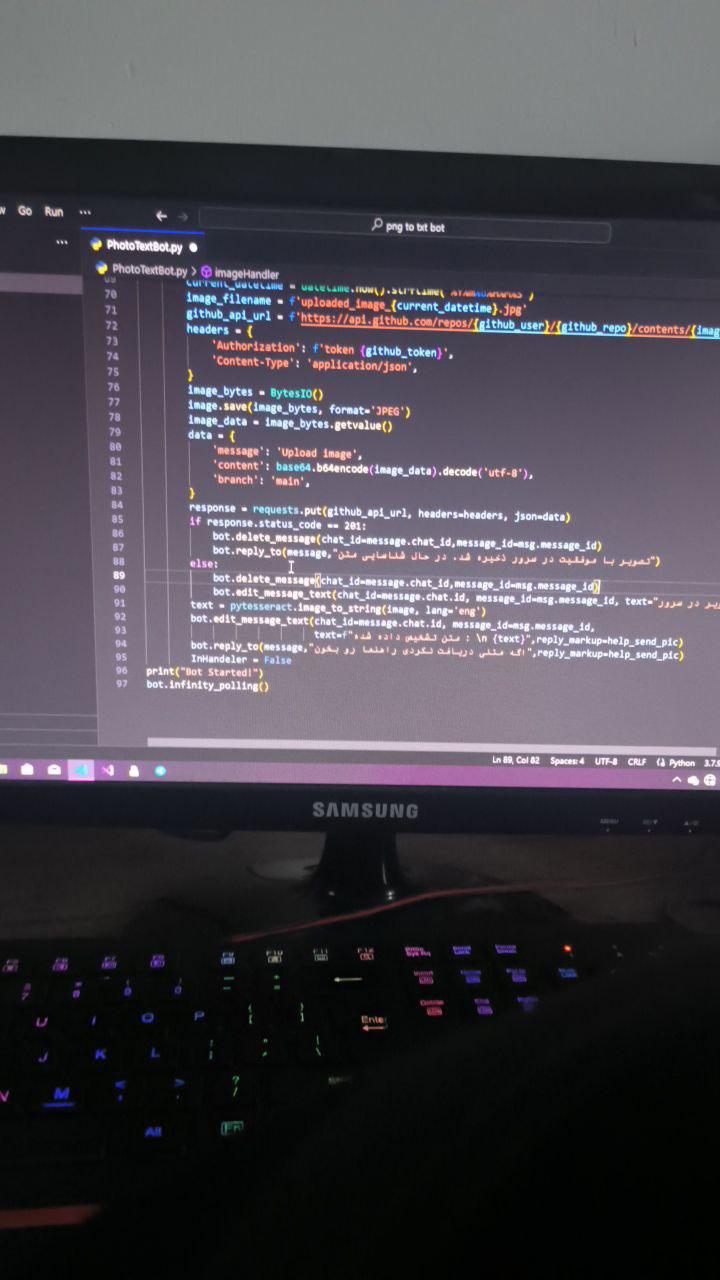 Go Run ···
png to txt bot
···
PhotoTextBot.py
PhotoTextBot.py > imageHandler
70
71 image_filename = f'uploaded_image_{current_datetime}.jpg'
72 github_api_url = f'https://api.github.com/repos/{github_user}/{github_repo}/contents/{imag
73 headers = {
74 'Authorization': f'token {github_token}',
75 'Content-Type': 'application/json',
}
76 image_bytes = BytesIO()
77 image.save(image_bytes, format='JPEG')
78 image_data = image_bytes.getvalue()
79 data = {
80 'message': 'Upload image',
81 'content': base64.b64encode(image_data).decode('utf-8'),
82 'branch': 'main',
83 }
84 response = requests.put(github_api_url, headers=headers, json=data)
85 if response.status_code == 201:
86 bot.delete_message(chat_id=message.chat.id,message_id=msg.message_id)
87 bot.reply_to(message,"تصویر با موفقیت در سرور ذخیره شد. در حال شناسایی متن")
88 else:
89 bot.delete_message(chat_id=message.chat.id,message_id=msg.message_id)
90 bot.edit_message_text(chat_id=message.chat.id, message_id=msg.message_id, text="در سرور
91 text = pytesseract.image_to_string(image, lang='eng')
92 bot.edit_message_text(chat_id=message.chat.id, message_id=msg.message_id,
93 text=f"متن تشخیص داده شده : \n {text}",reply_markup=help_send_pic)
94 bot.reply_to(message,"اگه متنی دریافت نکردی راهنما رو بخون",reply_markup=help_send_pic)
95 InHandeler = False
96 print("Bot Started!")
97 bot.infinity_polling()
Ln 89, Col 82 Spaces: 4 UTF-8 CRLF Python 3.7.9
SAMSUNG
MENU
F9 F10 F11 F12
U I O P
J K L
Enter
M
Alt
Fn